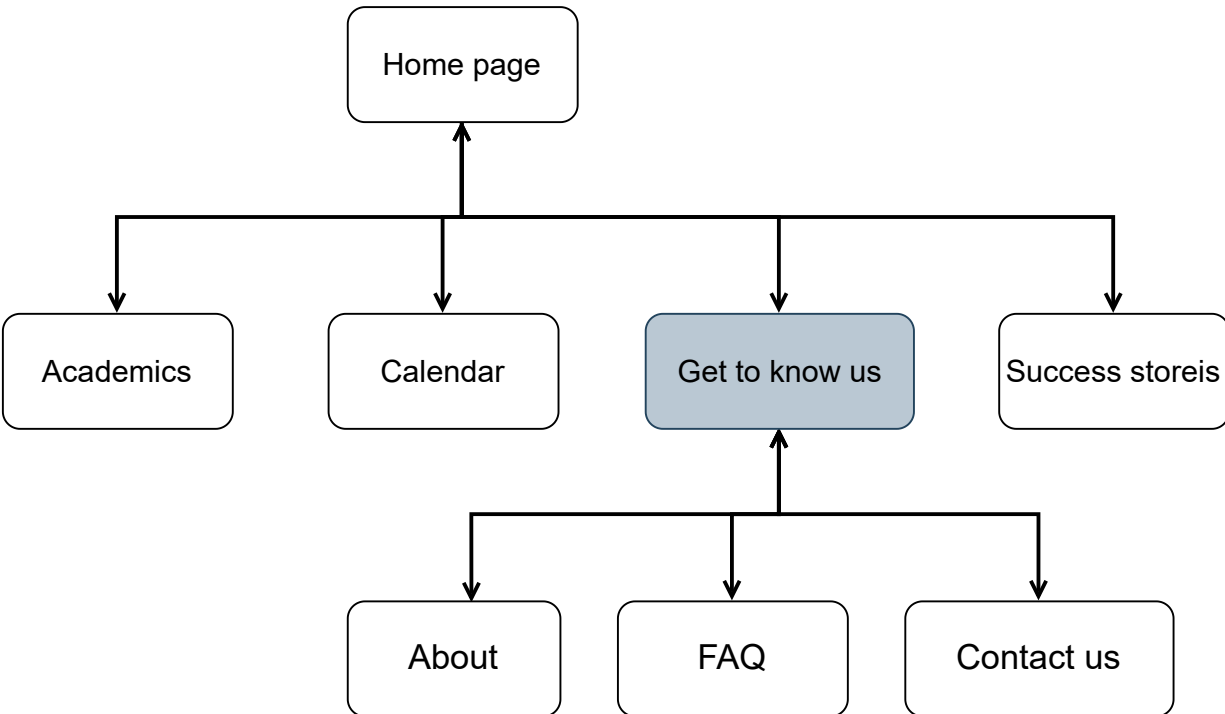 Home page
Academics
Calendar
Get to know us
Success storeis
About
FAQ
Contact us